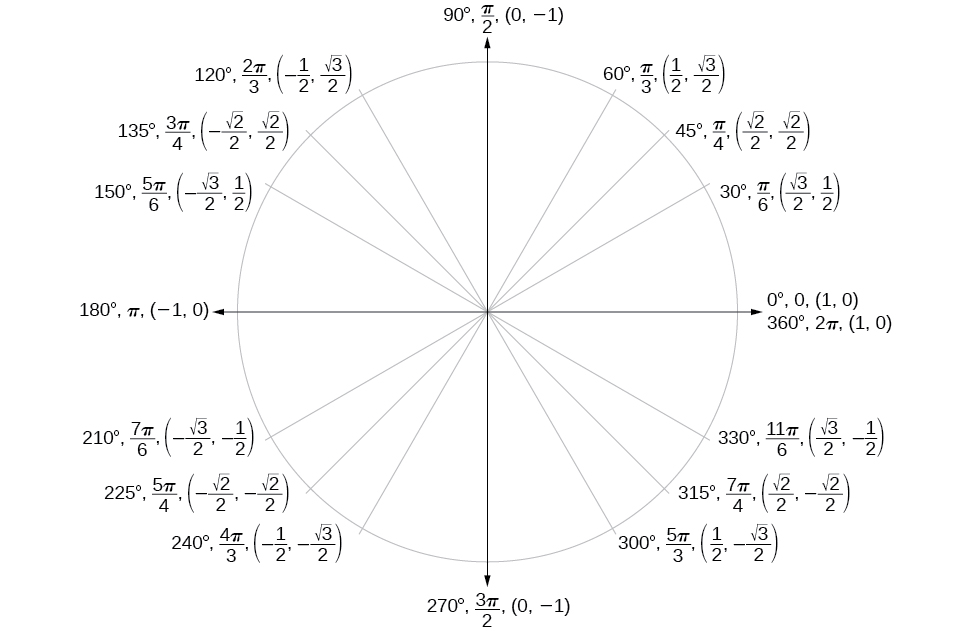 90°, π/2, (0, −1)
120°, 2π/3, (−1/2, √3/2)
60°, π/3, (1/2, √3/2)
135°, 3π/4, (−√2/2, √2/2)
45°, π/4, (√2/2, √2/2)
150°, 5π/6, (−√3/2, 1/2)
30°, π/6, (√3/2, 1/2)
180°, π, (−1, 0)
0°, 0, (1, 0)
360°, 2π, (1, 0)
210°, 7π/6, (−√3/2, −1/2)
330°, 11π/6, (√3/2, −1/2)
225°, 5π/4, (−√2/2, −√2/2)
315°, 7π/4, (√2/2, −√2/2)
240°, 4π/3, (−1/2, −√3/2)
300°, 5π/3, (1/2, −√3/2)
270°, 3π/2, (0, −1)